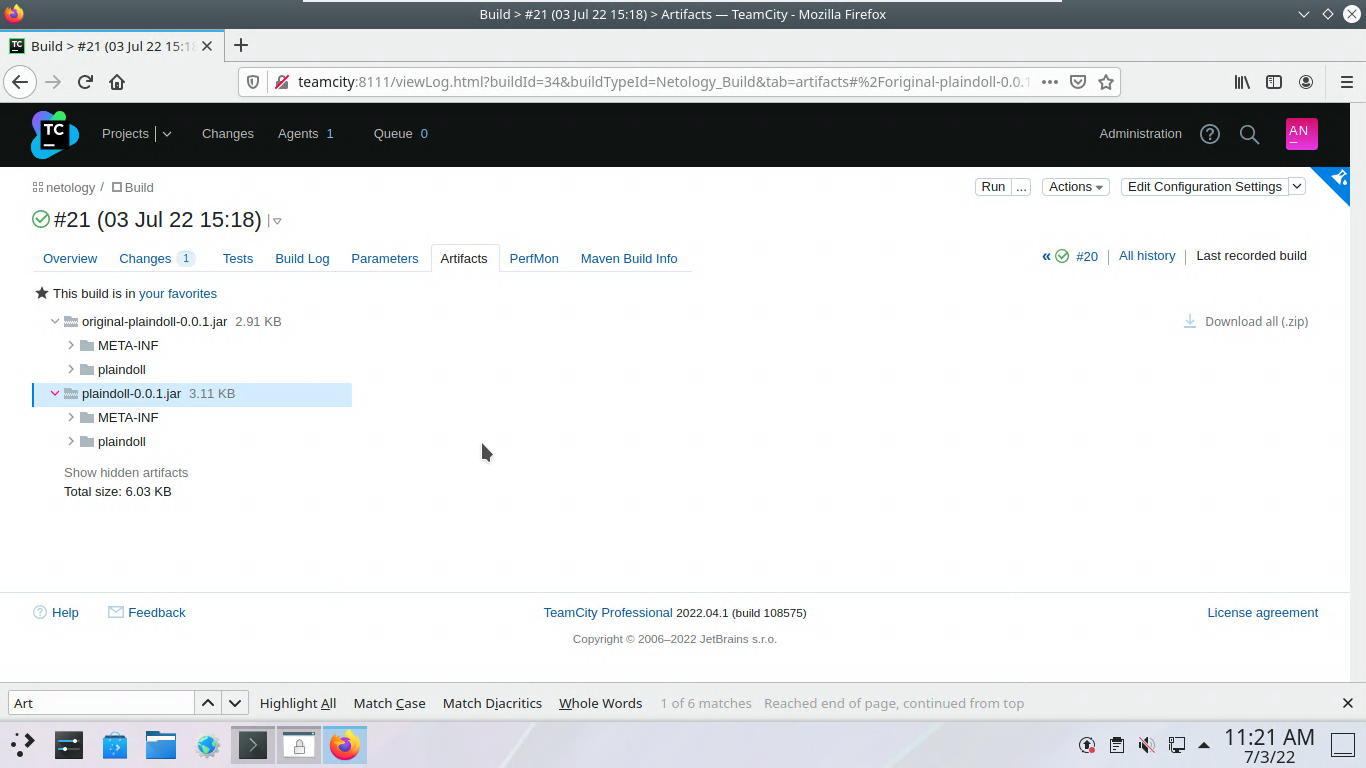 Build > #21 (03 Jul 22 15:18) > Artifacts — TeamCity - Mozilla Firefox
TC Build > #21 (03 Jul 22 15:18
teamcity:8111/viewLog.html?buildId=34&buildTypeId=Netology_Build&tab=artifacts#%2Foriginal-plaindoll-0.0.1
TC Projects Changes Agents 1 Queue 0 Administration AN
netology / Build Run ... Actions Edit Configuration Settings
#21 (03 Jul 22 15:18)
Overview Changes 1 Tests Build Log Parameters Artifacts PerfMon Maven Build Info « #20 All history Last recorded build
This build is in your favorites
original-plaindoll-0.0.1.jar 2.91 KB Download all (.zip)
META-INF
plaindoll
plaindoll-0.0.1.jar 3.11 KB
META-INF
plaindoll
Show hidden artifacts
Total size: 6.03 KB
Help Feedback TeamCity Professional 2022.04.1 (build 108575) License agreement
Copyright © 2006–2022 JetBrains s.r.o.
Art Highlight All Match Case Match Diacritics Whole Words 1 of 6 matches Reached end of page, continued from top
11:21 AM
7/3/22